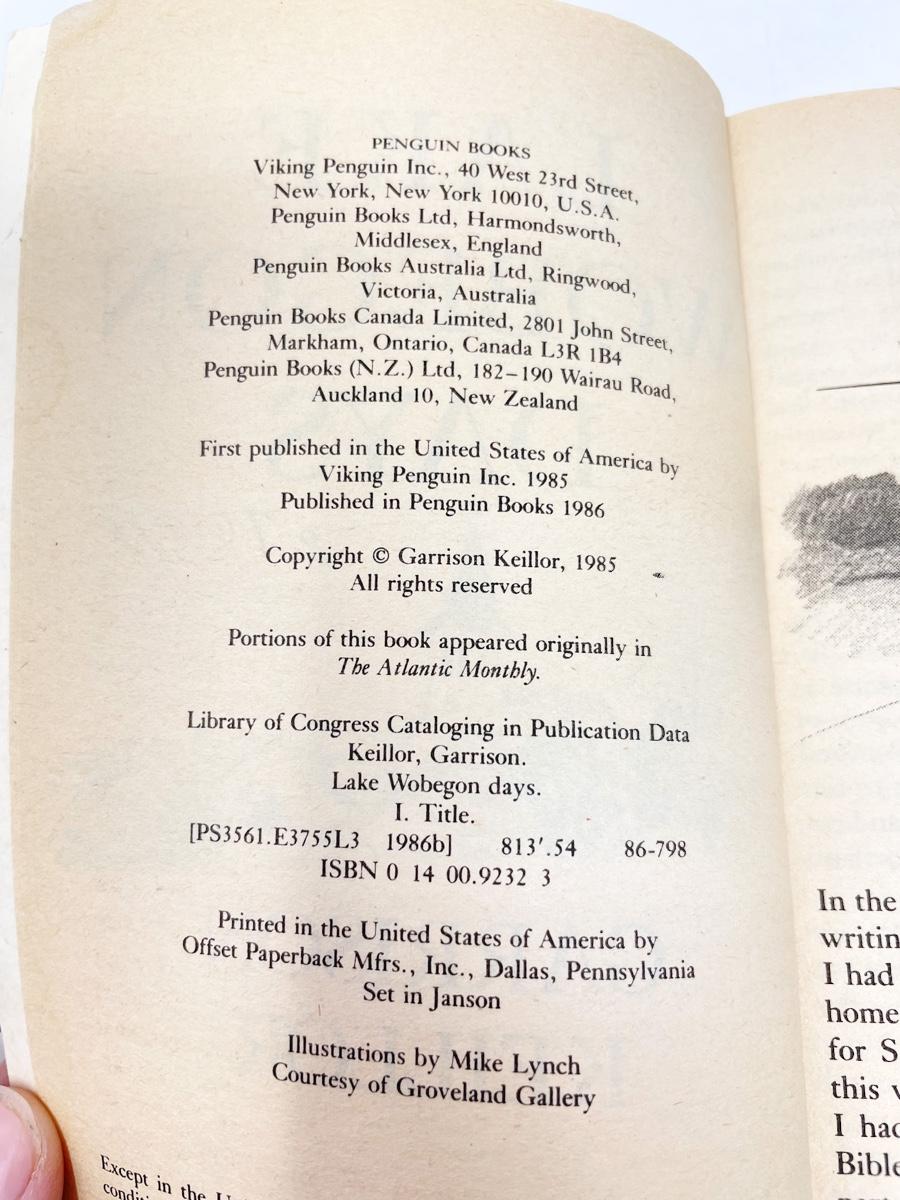 PENGUIN BOOKS
Viking Penguin Inc., 40 West 23rd Street,
New York, New York 10010, U.S.A.
Penguin Books Ltd, Harmondsworth,
Middlesex, England
Penguin Books Australia Ltd, Ringwood,
Victoria, Australia
Penguin Books Canada Limited, 2801 John Street,
Markham, Ontario, Canada L3R 1B4
Penguin Books (N.Z.) Ltd, 182–190 Wairau Road,
Auckland 10, New Zealand
First published in the United States of America by
Viking Penguin Inc. 1985
Published in Penguin Books 1986
Copyright © Garrison Keillor, 1985
All rights reserved
Portions of this book appeared originally in
The Atlantic Monthly.
Library of Congress Cataloging in Publication Data
Keillor, Garrison.
Lake Wobegon days.
I. Title.
[PS3561.E3755L3 1986b] 813′.54 86-798
ISBN 0 14 00.9232 3
Printed in the United States of America by
Offset Paperback Mfrs., Inc., Dallas, Pennsylvania
Set in Janson
Illustrations by Mike Lynch
Courtesy of Groveland Gallery
Except in the
In the
writin
I had
home
for S
this
I had
Bible